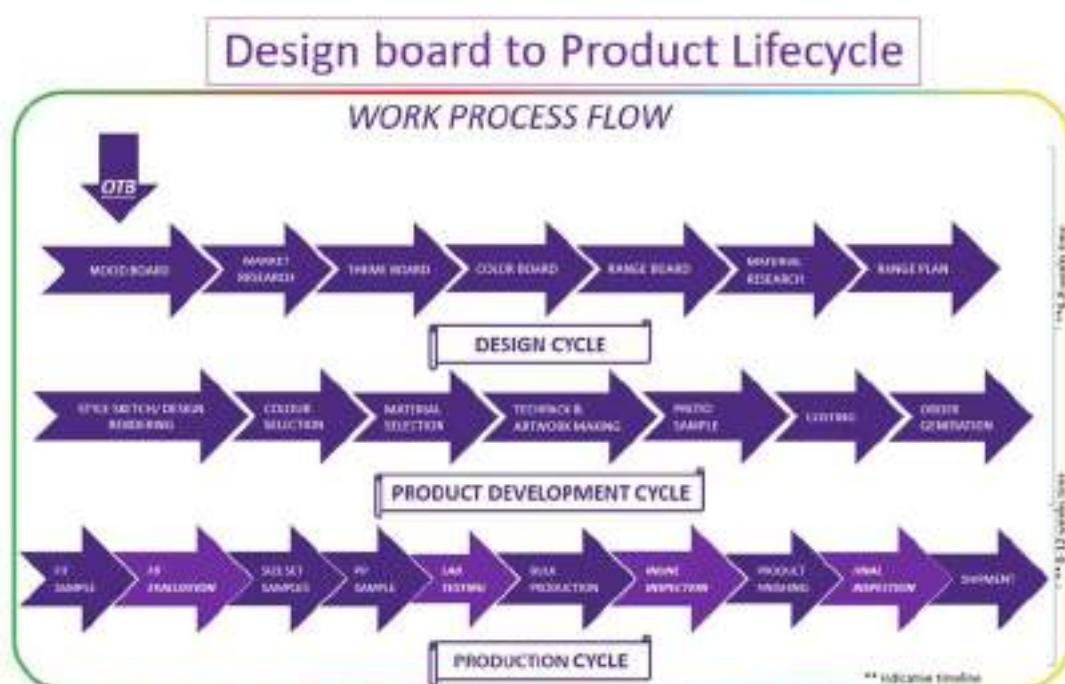 Design board to Product Lifecycle
WORK PROCESS FLOW
OTB
MOOD BOARD
MARKET
RESEARCH
THEME BOARD
COLOR BOARD
RANGE BOARD
MATERIAL
RESEARCH
RANGE PLAN
DESIGN CYCLE
STYLE SKETCH/ DESIGN
RENDERING
COLOUR
SELECTION
MATERIAL
SELECTION
TECHPACK &
ARTWORK MAKING
PROTO
SAMPLE
COSTING
ORDER
GENERATION
PRODUCT DEVELOPMENT CYCLE
FIT
SAMPLE
FIT
EVALUATION
SIZE SET
SAMPLES
PP
SAMPLE
LAB
TESTING
BULK
PRODUCTION
INLINE
INSPECTION
PRODUCT
FINISHING
FINAL
INSPECTION
SHIPMENT
PRODUCTION CYCLE
** Indicative timeline